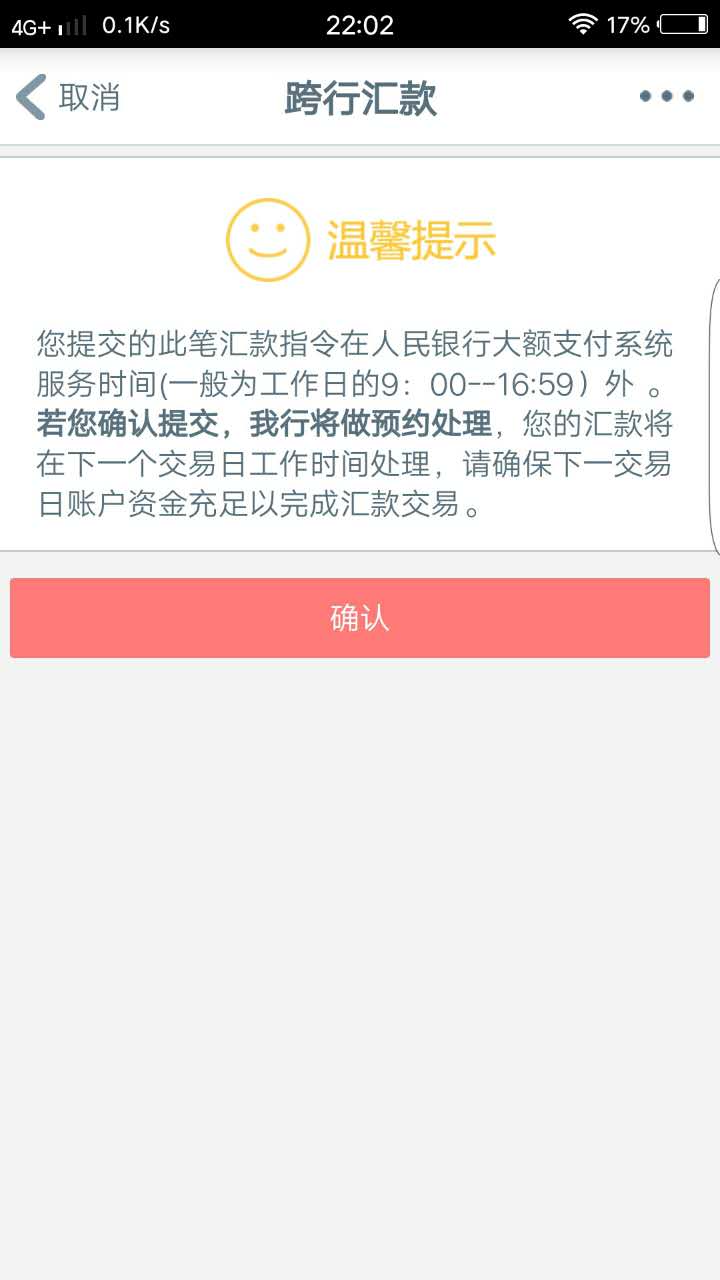 4G+ 0.1K/s 22:02 17%
取消 跨行汇款
温馨提示
您提交的此笔汇款指令在人民银行大额支付系统
服务时间(一般为工作日的9：00--16:59）外 。
若您确认提交，我行将做预约处理，您的汇款将
在下一个交易日工作时间处理，请确保下一交易
日账户资金充足以完成汇款交易。
确认